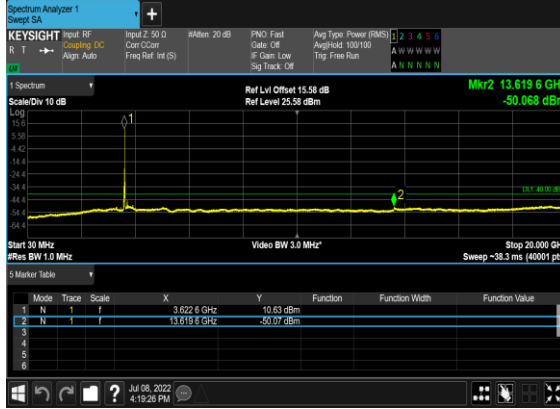 Spectrum Analyzer 1
Swept SA
+
KEYSIGHT Input: RF Input Z: 50 Ω #Atten: 20 dB PNO: Fast Avg Type: Power (RMS) 1 2 3 4 5 6
R T Coupling: DC Corr CCorr Gate: Off Avg|Hold: 100/100 A W W W W W
Align: Auto Freq Ref: Int (S) IF Gain: Low Trig: Free Run
Sig Track: Off A N N N N N
1 Spectrum Ref Lvl Offset 15.58 dB Mkr2 13.619 6 GH
Scale/Div 10 dB Ref Level 25.58 dBm -50.068 dBr
Log
15.6
5.58
-4.42
-14.4
-24.4
-34.4
-44.4
-54.4
-64.4
1
2
DL1 -40.00 dB
Start 30 MHz Video BW 3.0 MHz* Stop 20.000 GH
#Res BW 1.0 MHz Sweep ~38.3 ms (40001 pt
5 Marker Table
Mode Trace Scale X Y Function Function Width Function Value
1 N 1 f 3.622 6 GHz 10.63 dBm
2 N 1 f 13.619 6 GHz -50.07 dBm
3
4
5
6
? Jul 08, 2022
4:19:26 PM